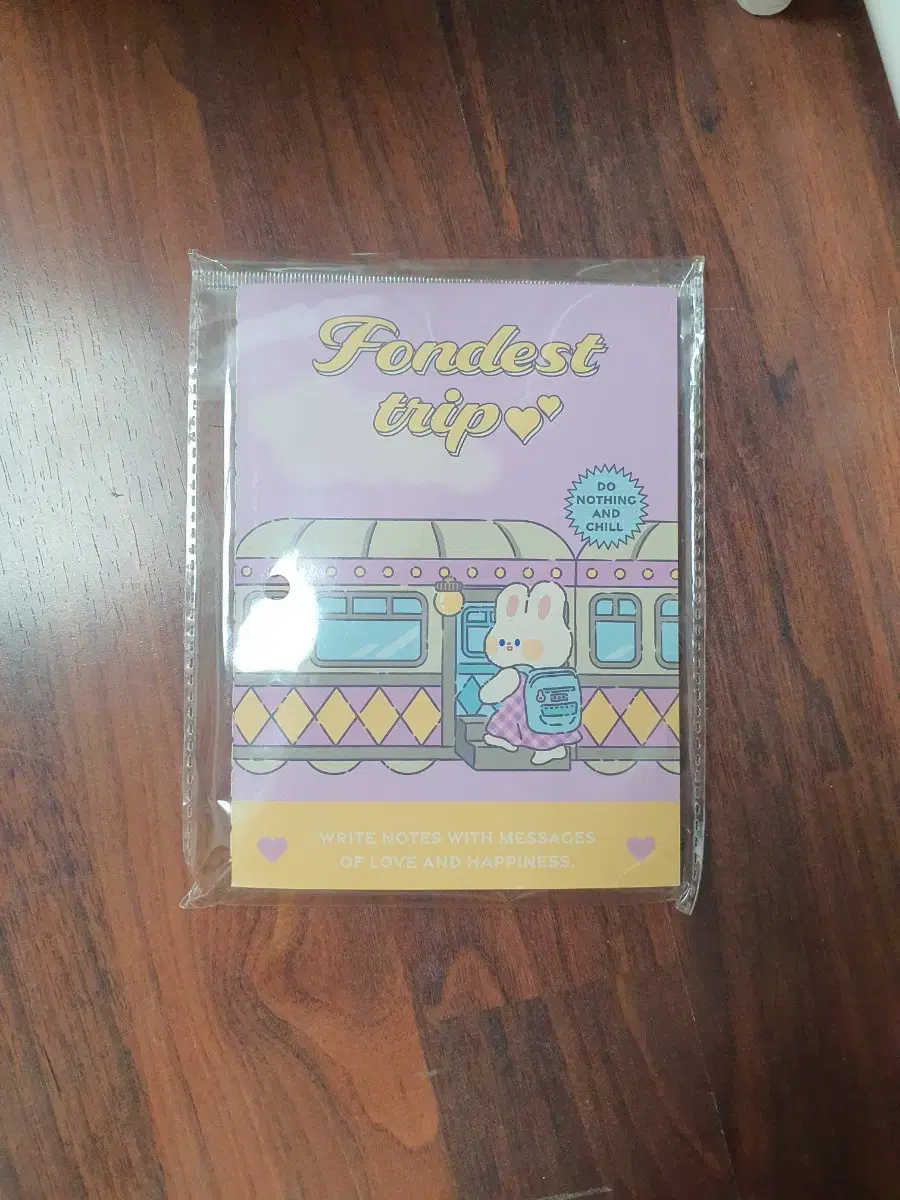 Fondest
trip
DO
NOTHING
AND
CHILL
WRITE NOTES WITH MESSAGES
OF LOVE AND HAPPINESS.